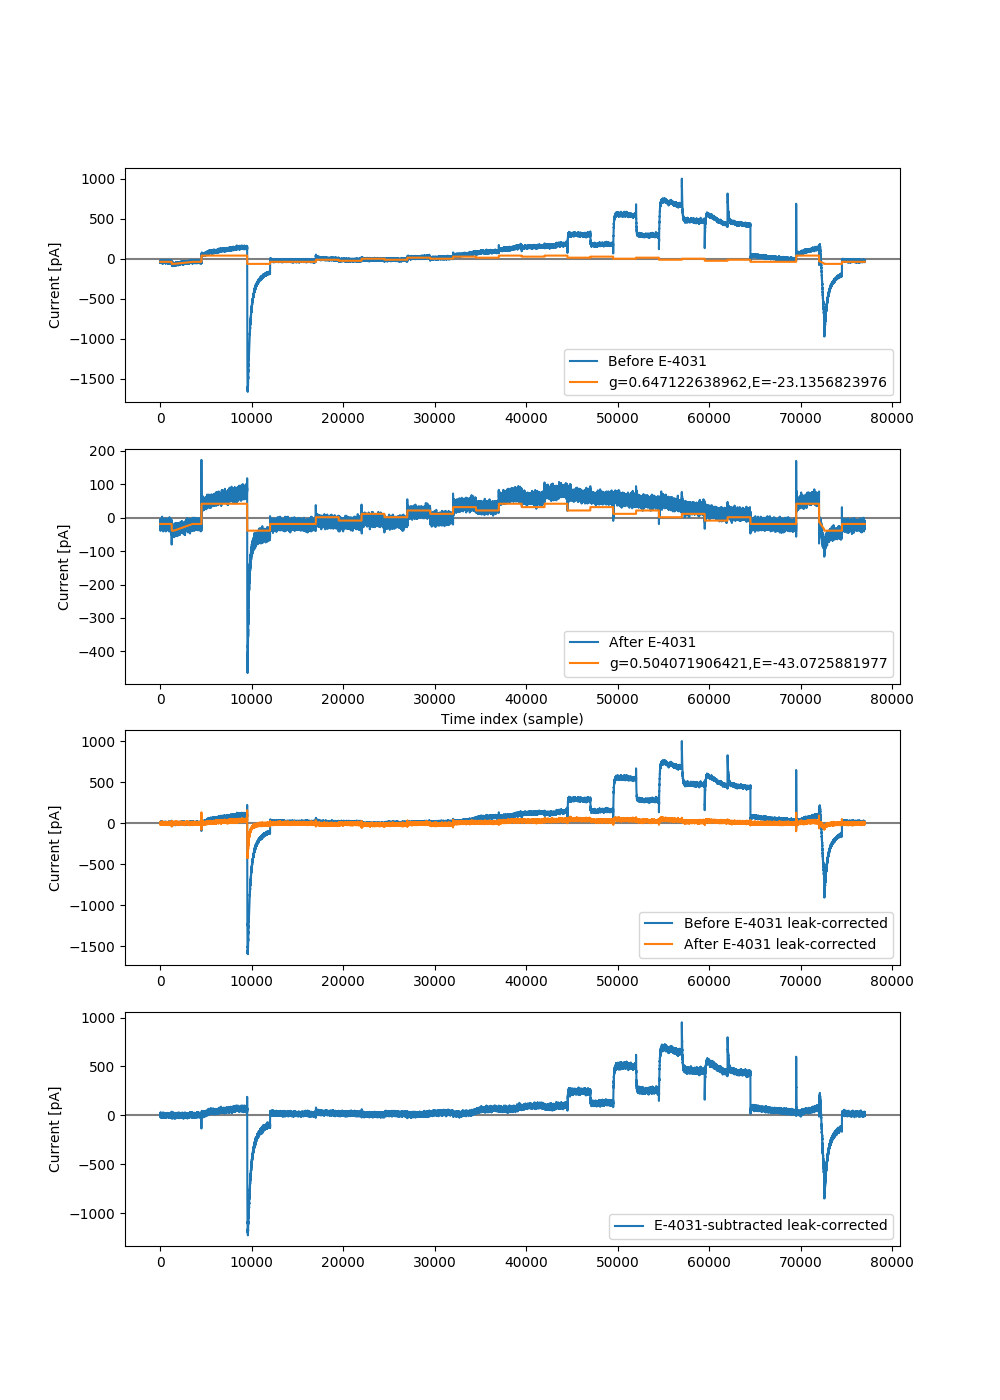 1000
500
0
−500
−1000
−1500
Current [pA]
Before E-4031
g=0.647122638962,E=-23.1356823976
0 10000 20000 30000 40000 50000 60000 70000 80000
200
100
0
−100
−200
−300
−400
Current [pA]
After E-4031
g=0.504071906421,E=-43.0725881977
0 10000 20000 30000 40000 50000 60000 70000 80000
Time index (sample)
1000
500
0
−500
−1000
−1500
Current [pA]
Before E-4031 leak-corrected
After E-4031 leak-corrected
0 10000 20000 30000 40000 50000 60000 70000 80000
1000
500
0
−500
−1000
Current [pA]
E-4031-subtracted leak-corrected
0 10000 20000 30000 40000 50000 60000 70000 80000